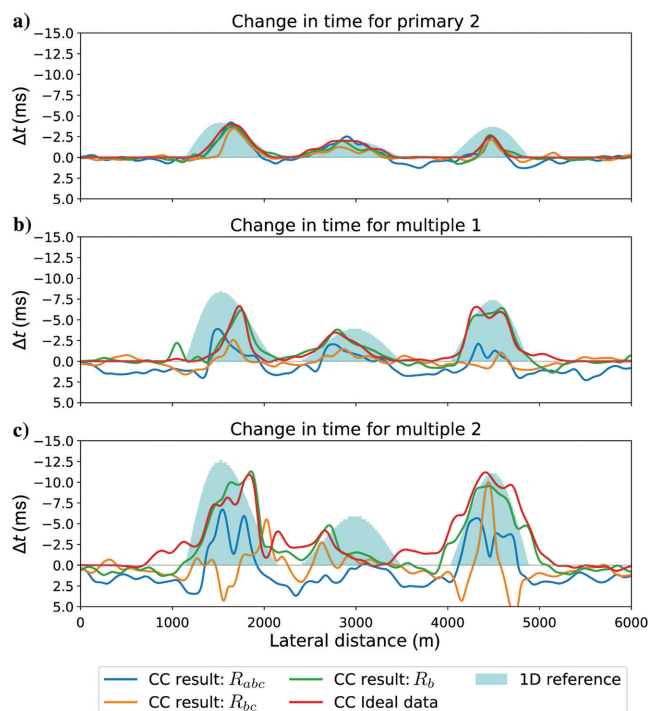 a) Change in time for primary 2
−15.0
−12.5
−10.0
−7.5
−5.0
−2.5
0.0
2.5
5.0
Δt (ms)
b) Change in time for multiple 1
−15.0
−12.5
−10.0
−7.5
−5.0
−2.5
0.0
2.5
5.0
Δt (ms)
c) Change in time for multiple 2
−15.0
−12.5
−10.0
−7.5
−5.0
−2.5
0.0
2.5
5.0
Δt (ms)
0 1000 2000 3000 4000 5000 6000
Lateral distance (m)
CC result: R_abc CC result: R_b 1D reference
CC result: R_bc CC Ideal data